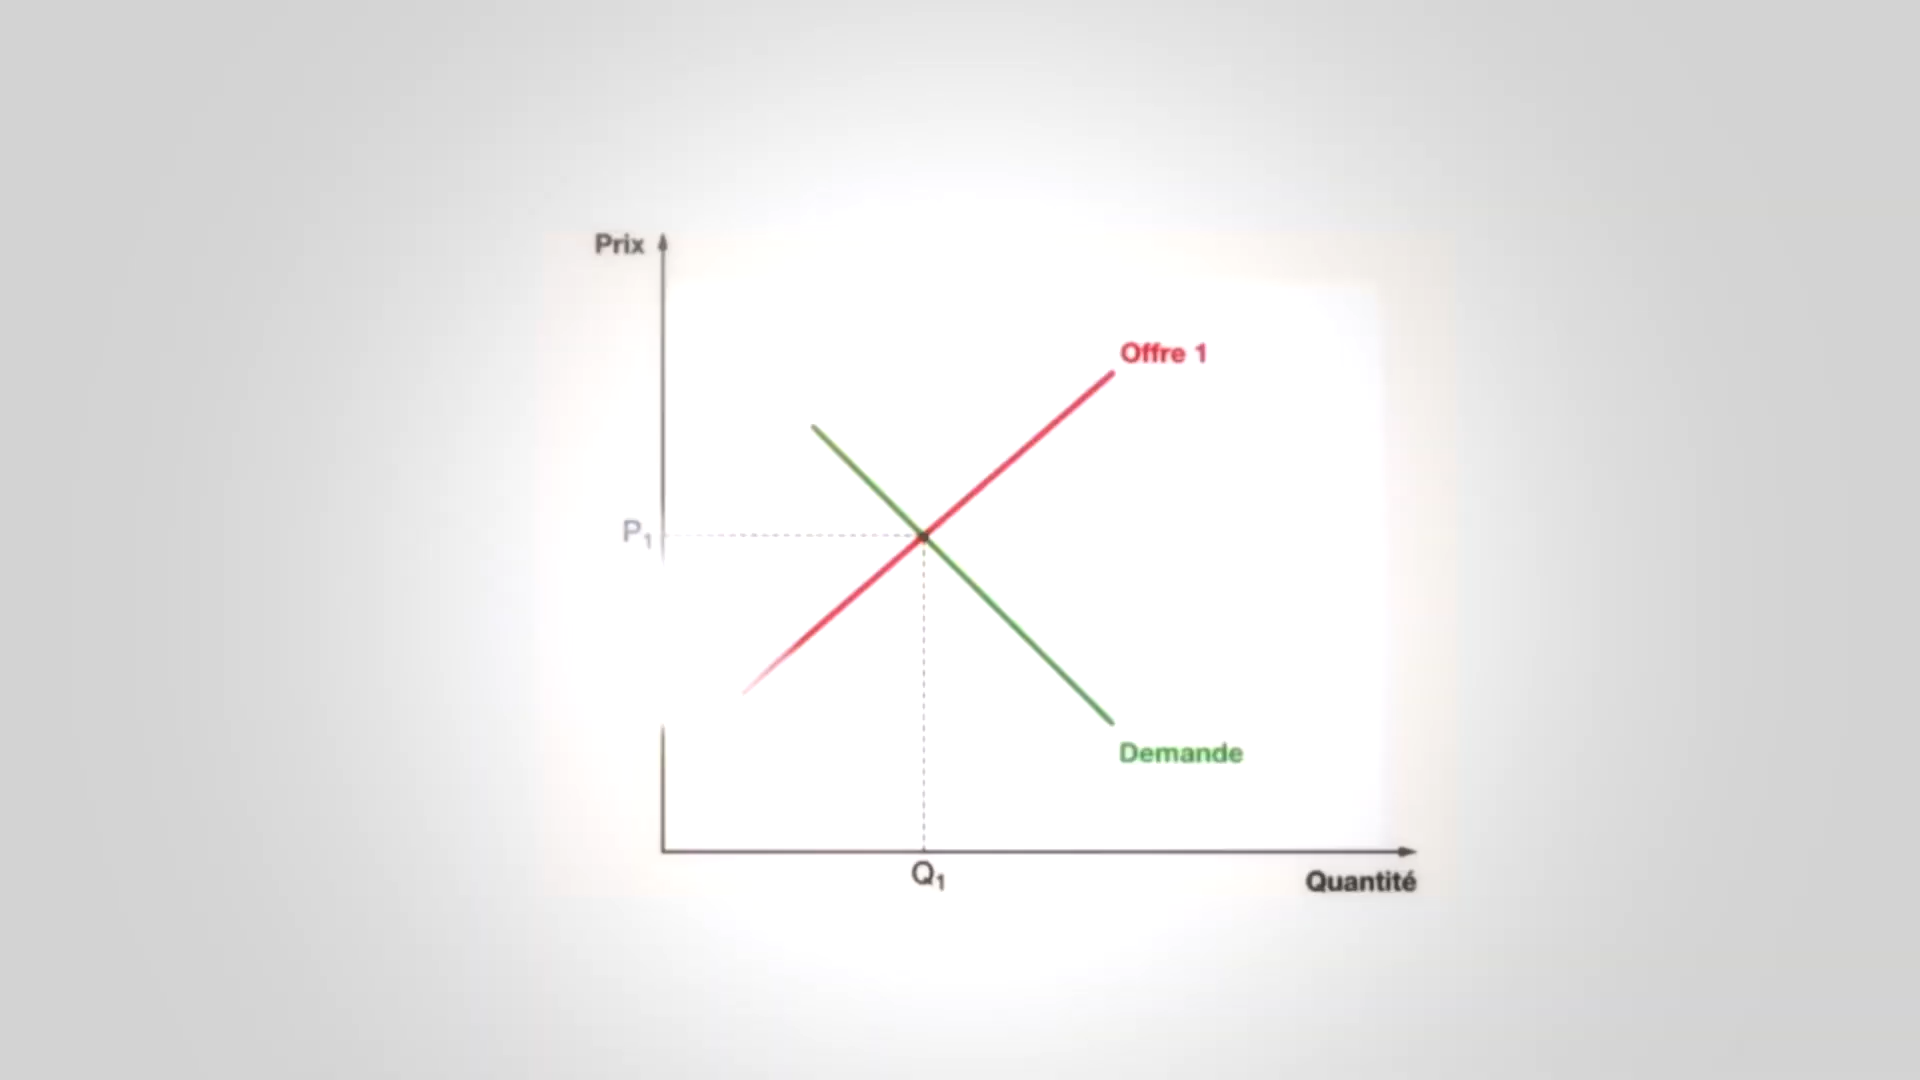 Prix
Offre 1
P₁
Demande
Q₁
Quantité